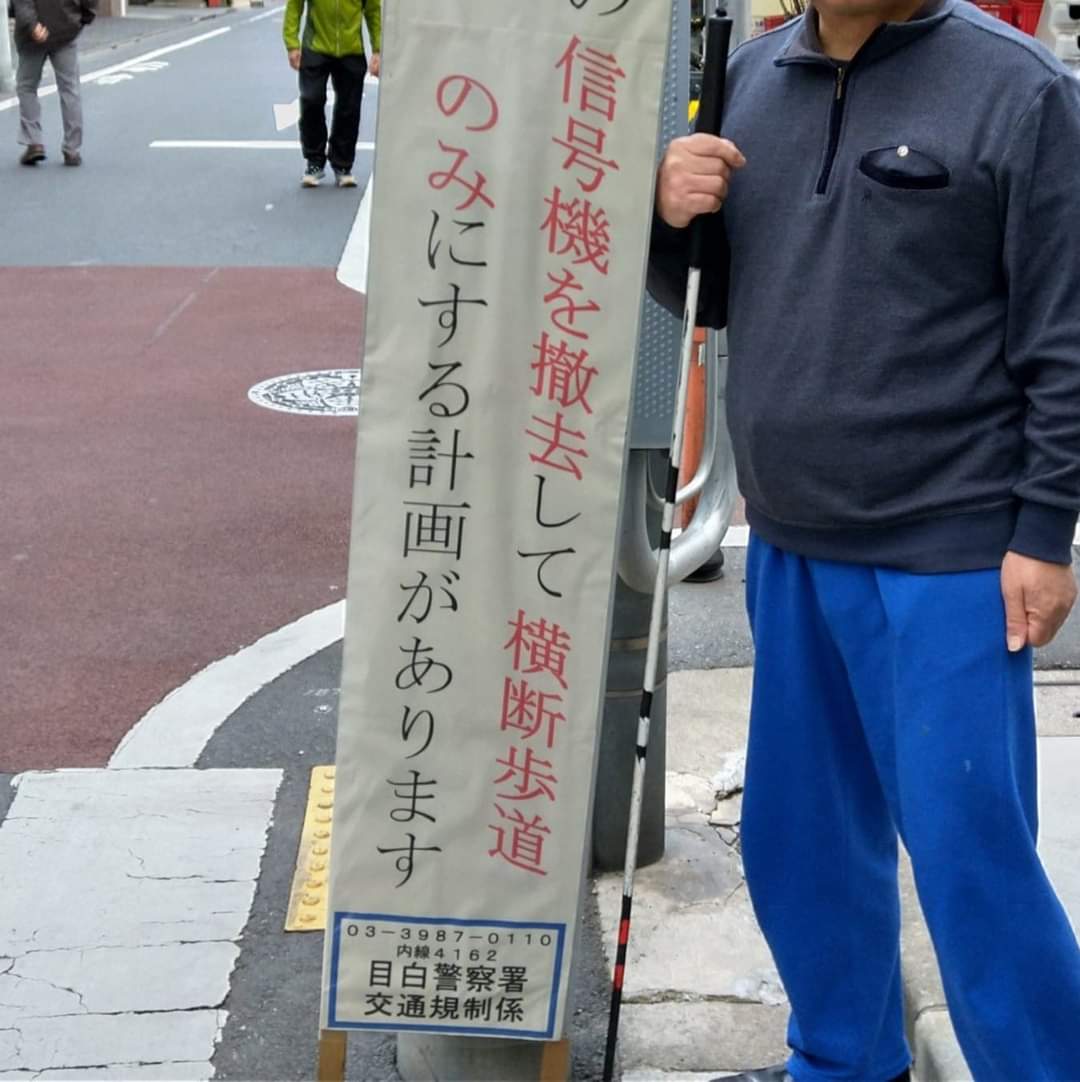 の 信号機を撤去して 横断歩道
のみにする計画があります
03-3987-0110
内線4162
目白警察署
交通規制係